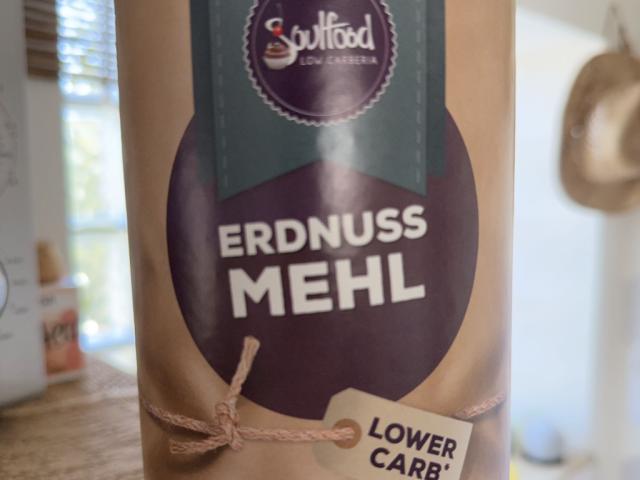 Soulfood
LOW CARBERIA
ERDNUSS
MEHL
LOWER
CARB*